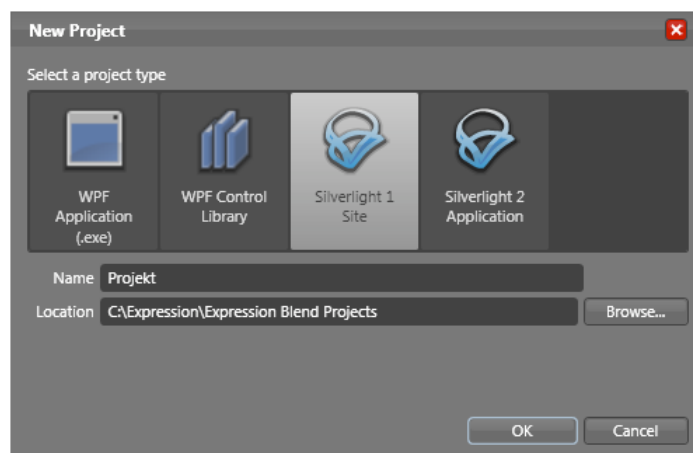 New Project
Select a project type
WPF Application (.exe)
WPF Control Library
Silverlight 1 Site
Silverlight 2 Application
Name Projekt
Location C:\Expression\Expression Blend Projects Browse...
OK Cancel